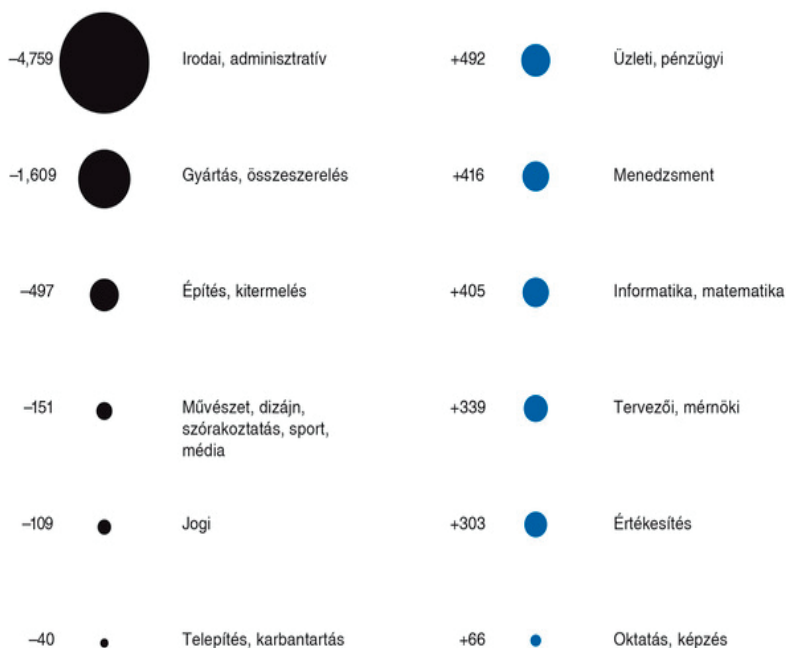 –4,759 Irodai, adminisztratív
+492 Üzleti, pénzügyi
–1,609 Gyártás, összeszerelés
+416 Menedzsment
–497 Építés, kitermelés
+405 Informatika, matematika
–151 Művészet, dizájn,
szórakoztatás, sport,
média
+339 Tervezői, mérnöki
–109 Jogi
+303 Értékesítés
–40 Telepítés, karbantartás
+66 Oktatás, képzés